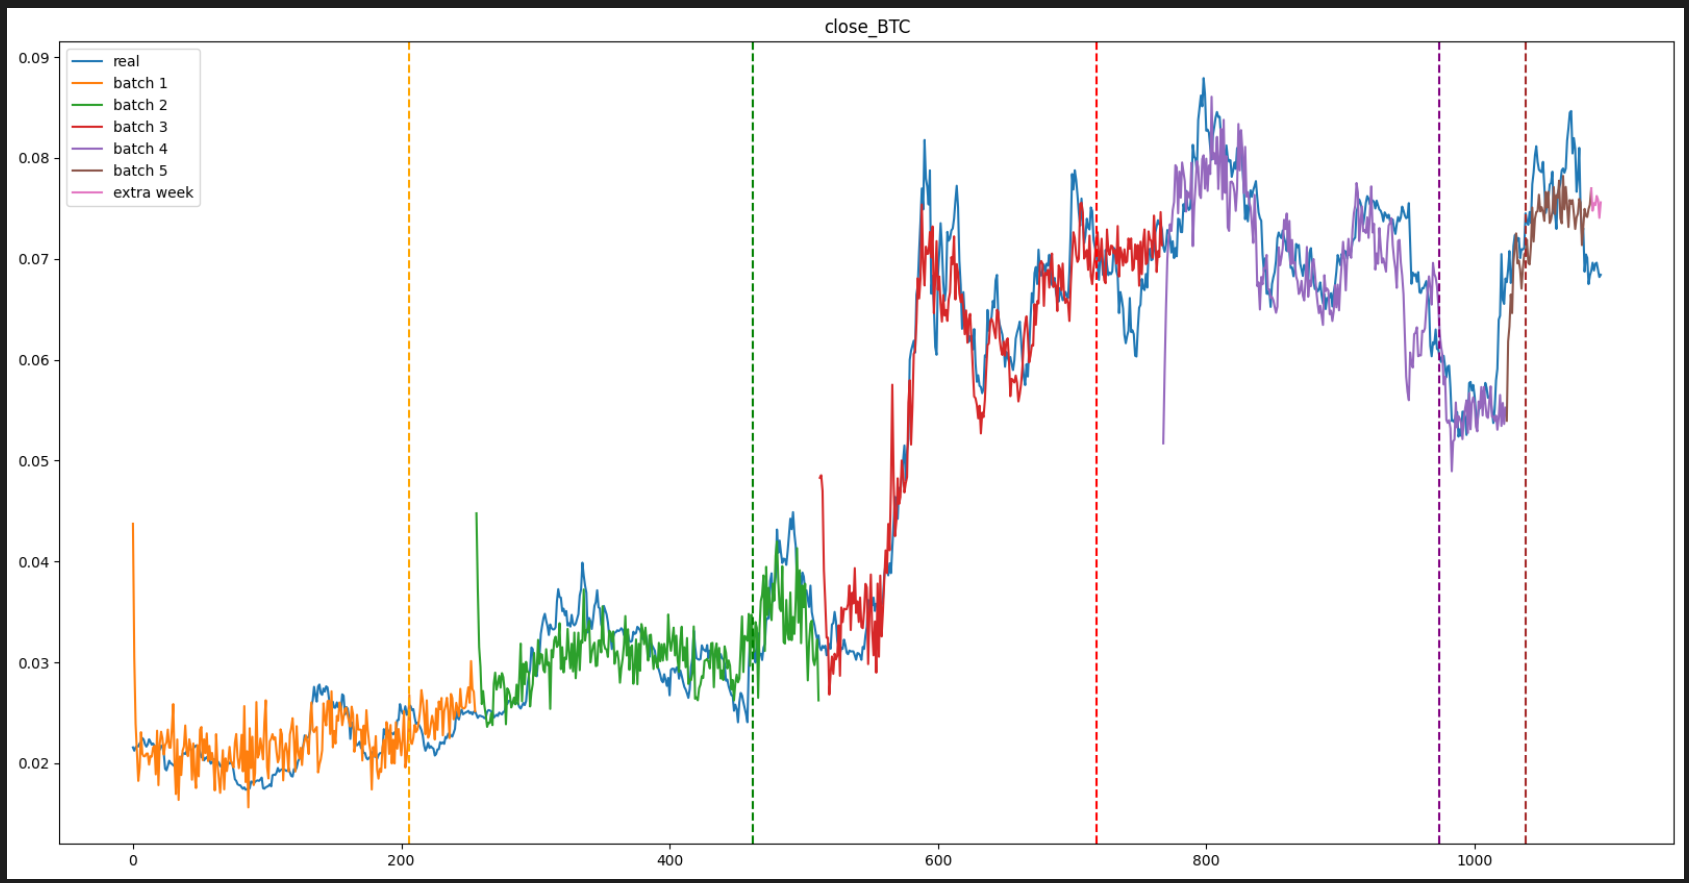 close_BTC
0.09
0.08
0.07
0.06
0.05
0.04
0.03
0.02
real
batch 1
batch 2
batch 3
batch 4
batch 5
extra week
0 200 400 600 800 1000